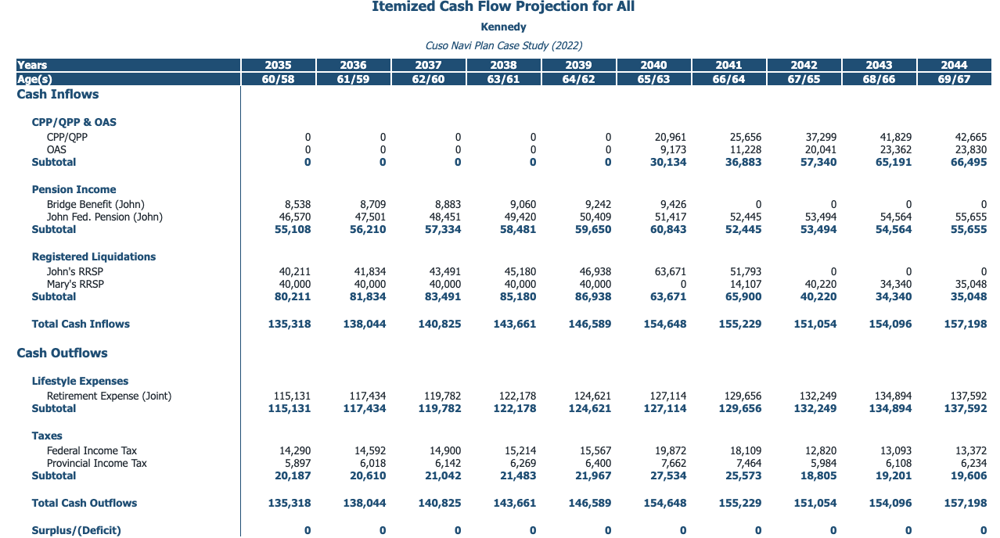 Itemized Cash Flow Projection for All
Kennedy
Cuso Navi Plan Case Study (2022)
Years 2035 2036 2037 2038 2039 2040 2041 2042 2043 2044
Age(s) 60/58 61/59 62/60 63/61 64/62 65/63 66/64 67/65 68/66 69/67
Cash Inflows
CPP/QPP & OAS
CPP/QPP 0 0 0 0 0 20,961 25,656 37,299 41,829 42,665
OAS 0 0 0 0 0 9,173 11,228 20,041 23,362 23,830
Subtotal 0 0 0 0 0 30,134 36,883 57,340 65,191 66,495
Pension Income
Bridge Benefit (John) 8,538 8,709 8,883 9,060 9,242 9,426 0 0 0 0
John Fed. Pension (John) 46,570 47,501 48,451 49,420 50,409 51,417 52,445 53,494 54,564 55,655
Subtotal 55,108 56,210 57,334 58,481 59,650 60,843 52,445 53,494 54,564 55,655
Registered Liquidations
John's RRSP 40,211 41,834 43,491 45,180 46,938 63,671 51,793 0 0 0
Mary's RRSP 40,000 40,000 40,000 40,000 40,000 0 14,107 40,220 34,340 35,048
Subtotal 80,211 81,834 83,491 85,180 86,938 63,671 65,900 40,220 34,340 35,048
Total Cash Inflows 135,318 138,044 140,825 143,661 146,589 154,648 155,229 151,054 154,096 157,198
Cash Outflows
Lifestyle Expenses
Retirement Expense (Joint) 115,131 117,434 119,782 122,178 124,621 127,114 129,656 132,249 134,894 137,592
Subtotal 115,131 117,434 119,782 122,178 124,621 127,114 129,656 132,249 134,894 137,592
Taxes
Federal Income Tax 14,290 14,592 14,900 15,214 15,567 19,872 18,109 12,820 13,093 13,372
Provincial Income Tax 5,897 6,018 6,142 6,269 6,400 7,662 7,464 5,984 6,108 6,234
Subtotal 20,187 20,610 21,042 21,483 21,967 27,534 25,573 18,805 19,201 19,606
Total Cash Outflows 135,318 138,044 140,825 143,661 146,589 154,648 155,229 151,054 154,096 157,198
Surplus/(Deficit) 0 0 0 0 0 0 0 0 0 0